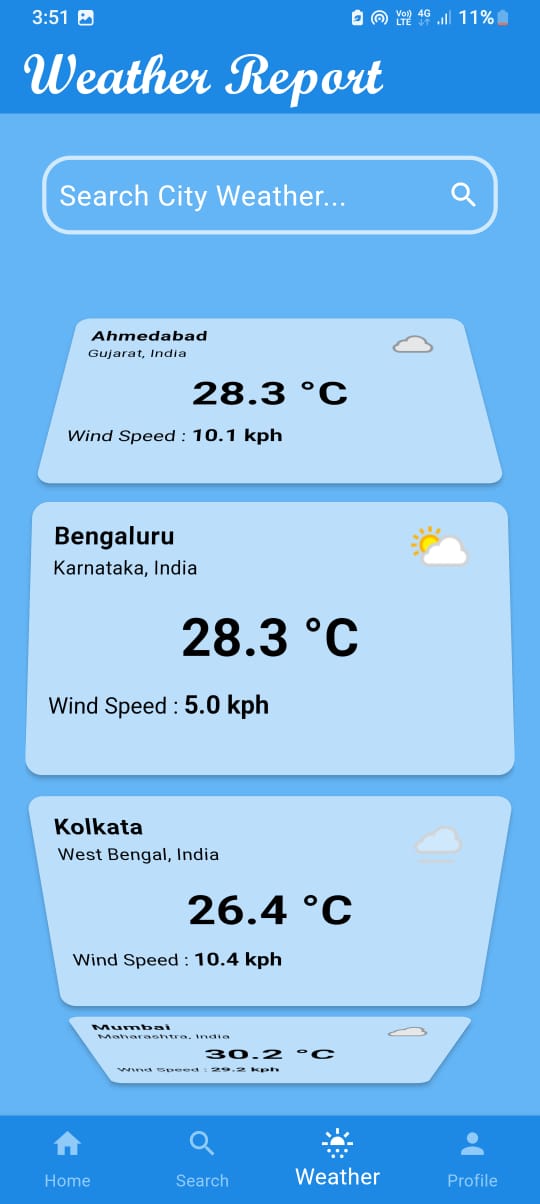 3:51 Vo)) LTE 4G 11%
Weather Report
Search City Weather...
Ahmedabad
Gujarat, India
28.3 °C
Wind Speed : 10.1 kph
Bengaluru
Karnataka, India
28.3 °C
Wind Speed : 5.0 kph
Kolkata
West Bengal, India
26.4 °C
Wind Speed : 10.4 kph
Mumbai
Maharashtra, India
30.2 °C
Wind Speed : 29.2 kph
Home Search Weather Profile